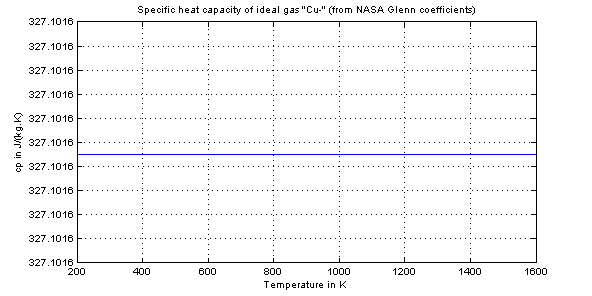 Specific heat capacity of ideal gas "Cu-" (from NASA Glenn coefficients)
327.1016
327.1016
327.1016
327.1016
327.1016
327.1016
327.1016
327.1016
327.1016
327.1016
327.1016
cp in J/(kg.K)
200 400 600 800 1000 1200 1400 1600
Temperature in K